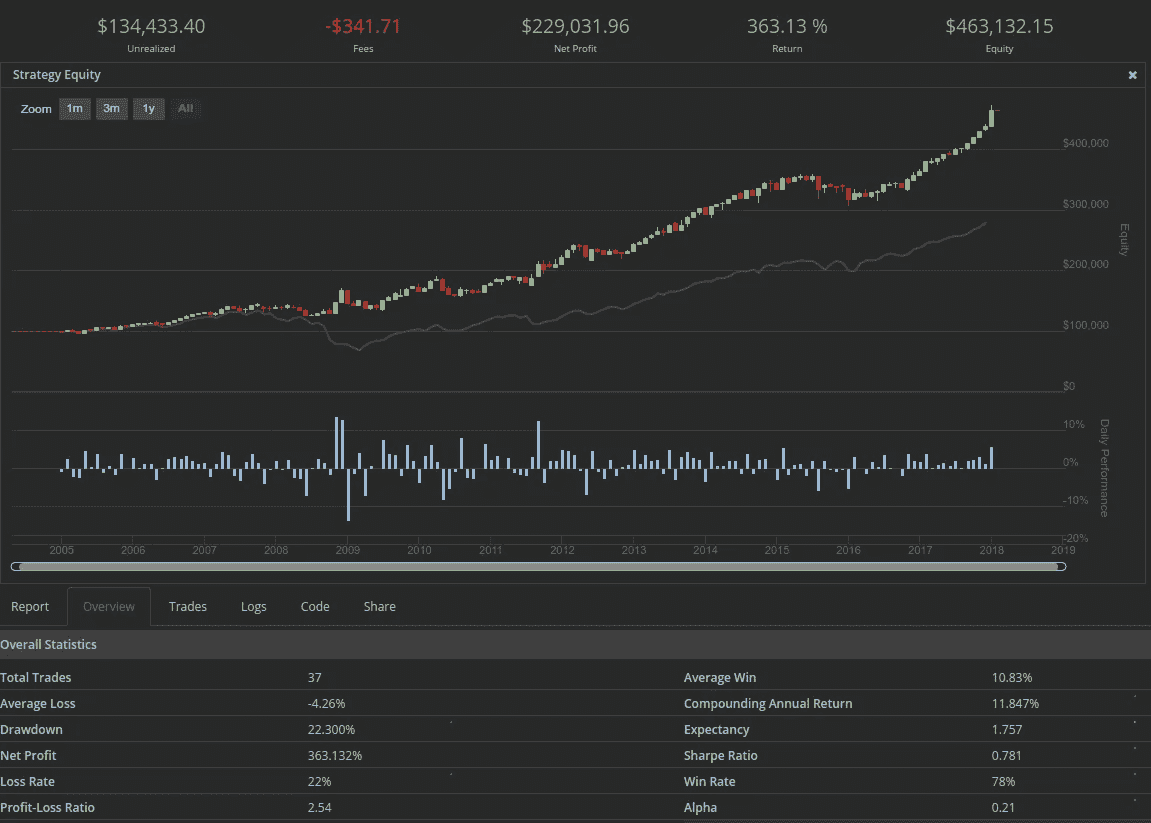 $134,433.40 -$341.71 $229,031.96 363.13 % $463,132.15
Unrealized Fees Net Profit Return Equity
Strategy Equity ×
Zoom 1m 3m 1y All
$400,000
$300,000
Equity
$200,000
$100,000
$0
10%
0%
-10%
-20%
Daily Performance
2005 2006 2007 2008 2009 2010 2011 2012 2013 2014 2015 2016 2017 2018 2019
Report Overview Trades Logs Code Share
Overall Statistics
Total Trades 37 Average Win 10.83%
Average Loss -4.26% Compounding Annual Return 11.847%
Drawdown 22.300% Expectancy 1.757
Net Profit 363.132% Sharpe Ratio 0.781
Loss Rate 22% Win Rate 78%
Profit-Loss Ratio 2.54 Alpha 0.21